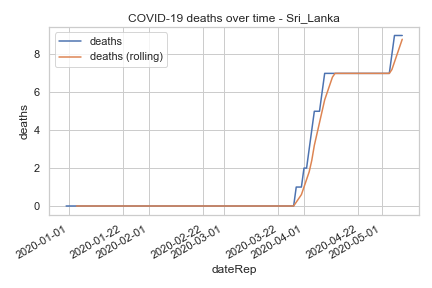 COVID-19 deaths over time - Sri_Lanka
deaths
deaths (rolling)
8
6
4
2
0
deaths
2020-01-01
2020-01-22
2020-02-01
2020-02-22
2020-03-01
2020-03-22
2020-04-01
2020-04-22
2020-05-01
dateRep